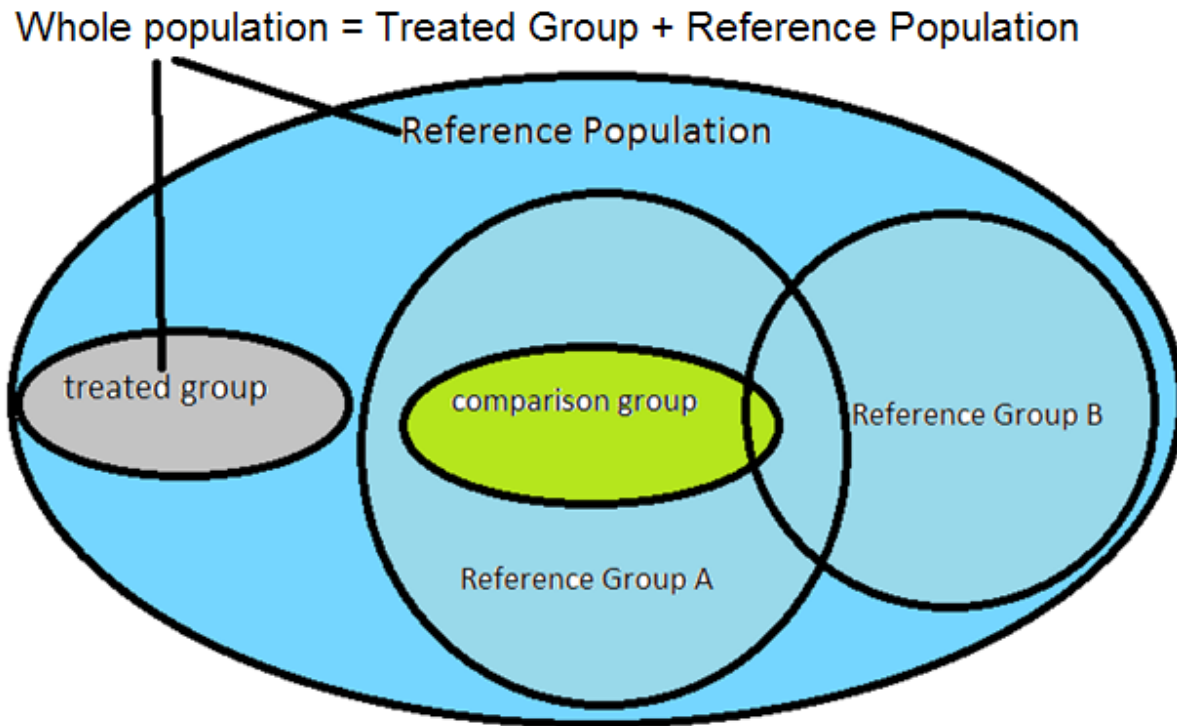 Whole population = Treated Group + Reference Population
Reference Population
treated group
comparison group
Reference Group B
Reference Group A